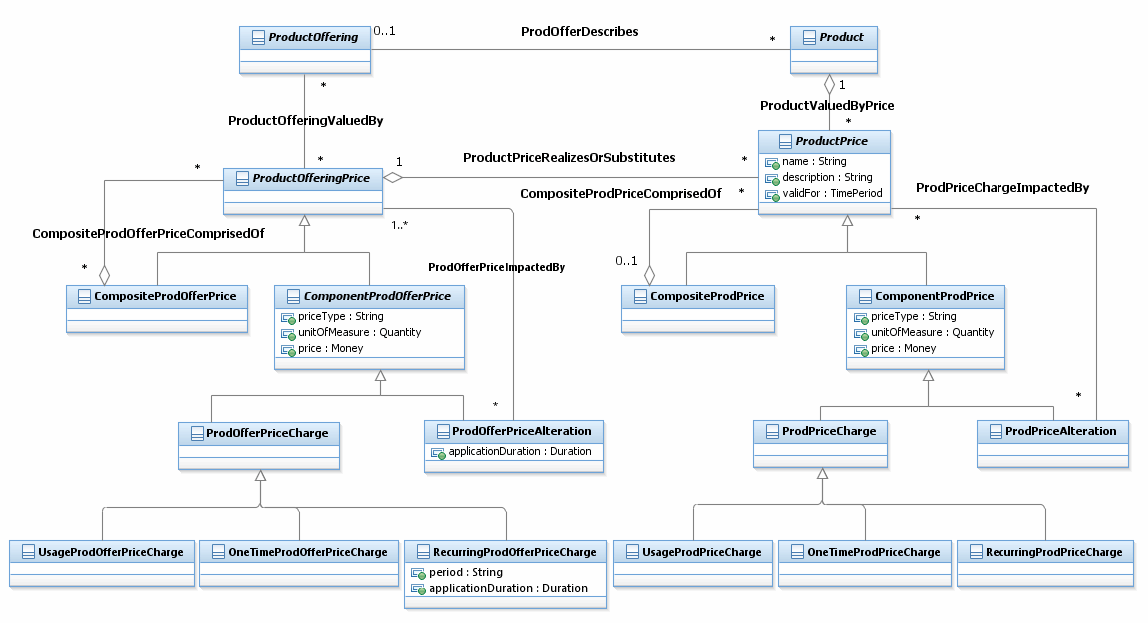 ProductOffering
0..1
ProdOfferDescribes
*
Product
*
1
ProductOfferingValuedBy
ProductValuedByPrice
*
*
ProductPrice
name : String
description : String
validFor : TimePeriod
*
ProductOfferingPrice
1
ProductPriceRealizesOrSubstitutes
*
CompositeProdPriceComprisedOf
*
ProdPriceChargeImpactedBy
*
1..*
CompositeProdOfferPriceComprisedOf
*
ProdOfferPriceImpactedBy
0..1
CompositeProdOfferPrice
ComponentProdOfferPrice
priceType : String
unitOfMeasure : Quantity
price : Money
CompositeProdPrice
ComponentProdPrice
priceType : String
unitOfMeasure : Quantity
price : Money
*
*
ProdOfferPriceCharge
ProdOfferPriceAlteration
applicationDuration : Duration
ProdPriceCharge
ProdPriceAlteration
UsageProdOfferPriceCharge
OneTimeProdOfferPriceCharge
RecurringProdOfferPriceCharge
period : String
applicationDuration : Duration
UsageProdPriceCharge
OneTimeProdPriceCharge
RecurringProdPriceCharge